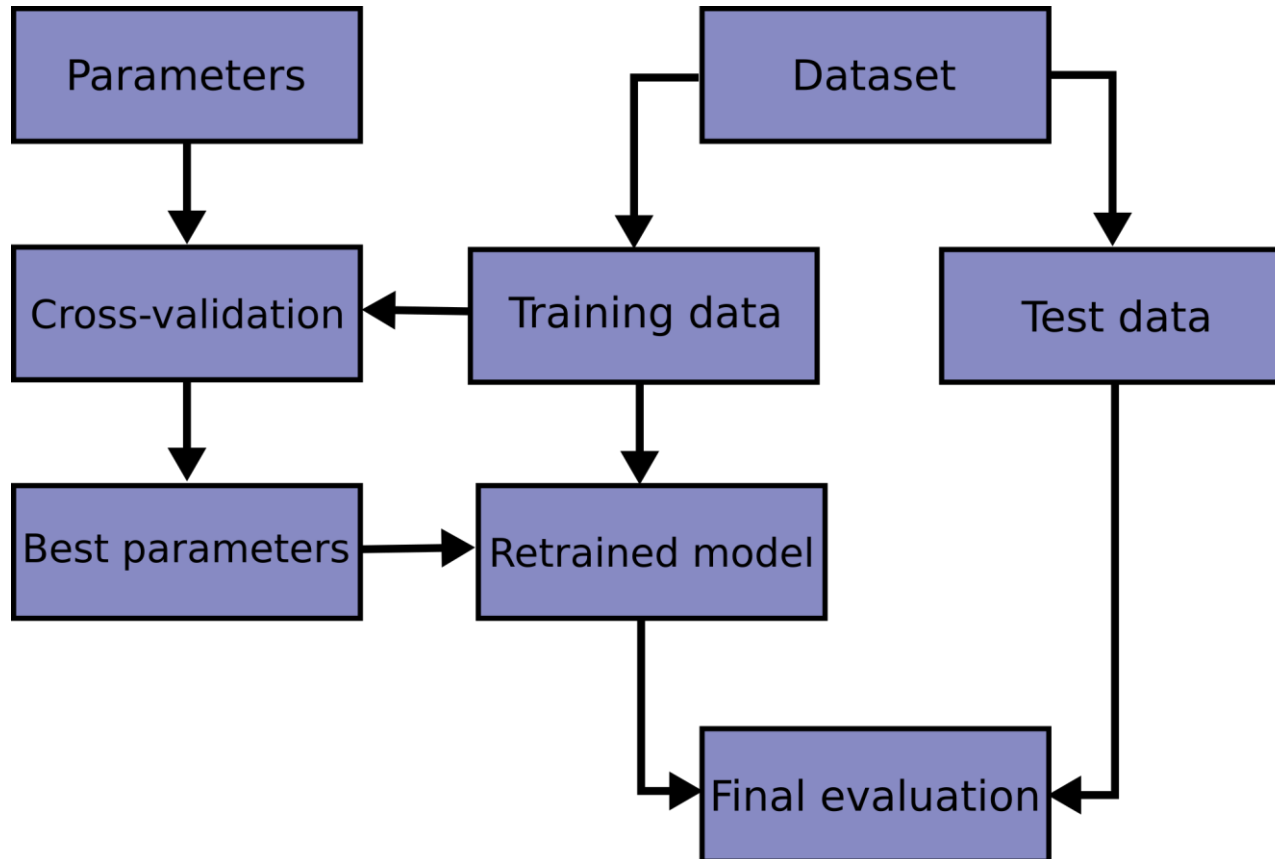 Parameters
Dataset
Cross-validation
Training data
Test data
Best parameters
Retrained model
Final evaluation